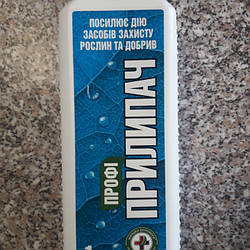 ПОСИЛЮЄ ДІЮ
ЗАСОБІВ ЗАХИСТУ
РОСЛИН ТА ДОБРИВ
ПРОФІ
ПРИЛИПАЧ